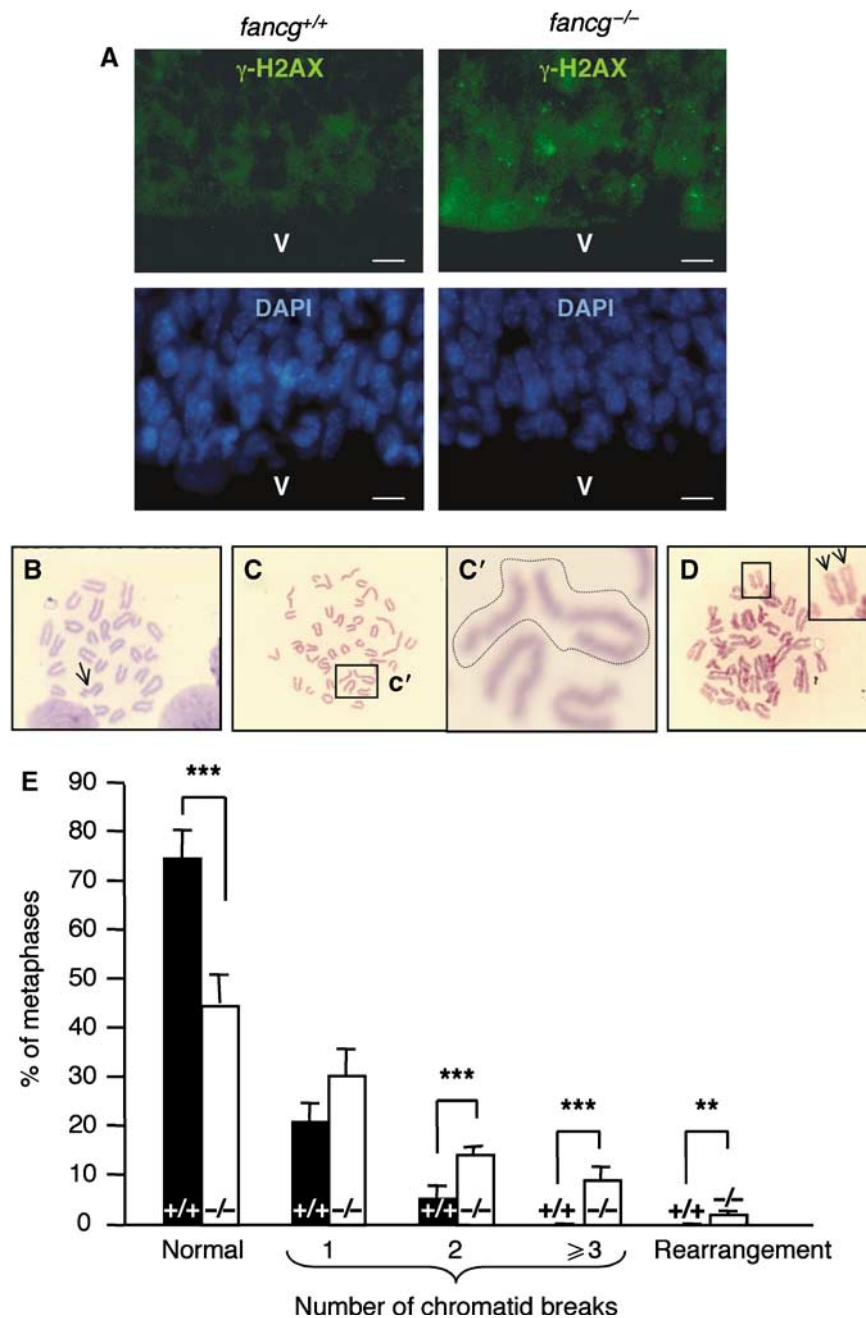 fancg+/+ fancg−/−
A γ-H2AX γ-H2AX
V V
DAPI DAPI
V V
B C C′ D
c′
E
90
***
80
70
60
50
40
30
20
10
0
% of metaphases
***
***
**
+/+ −/− +/+ −/− +/+ −/− +/+ −/− +/+ −/−
Normal 1 2 ⩾3 Rearrangement
Number of chromatid breaks